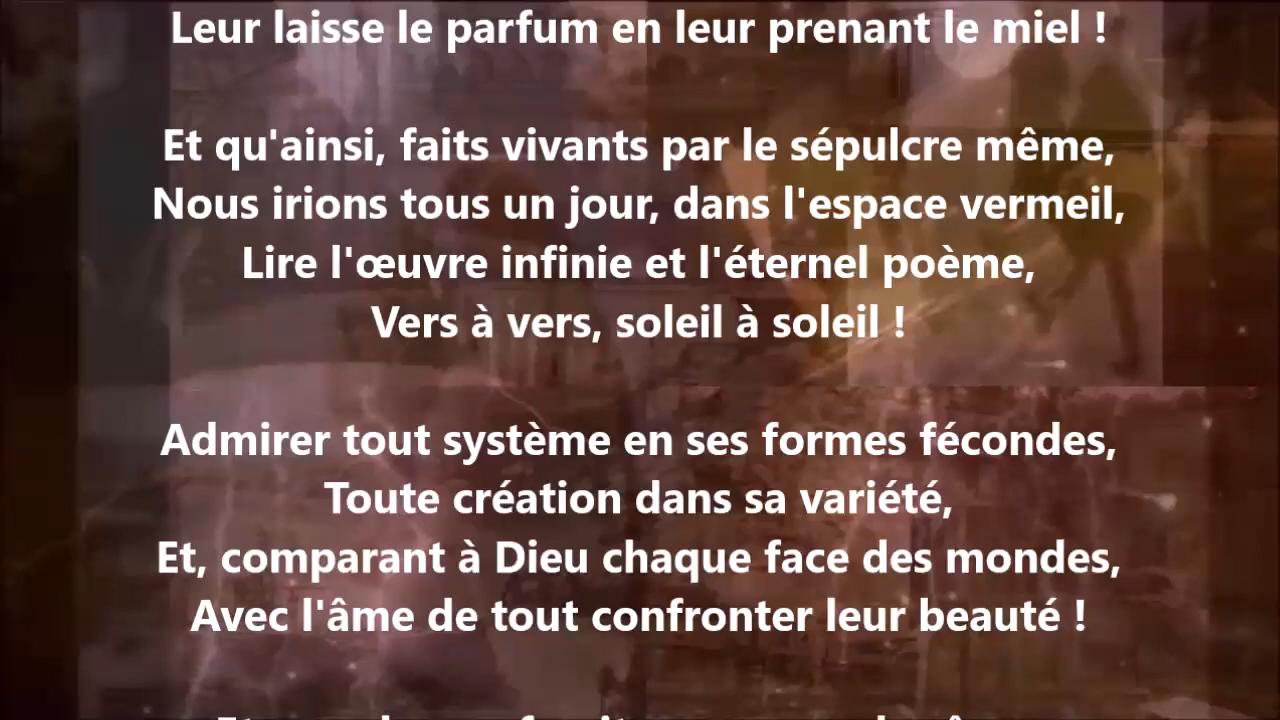 Leur laisse le parfum en leur prenant le miel !
Et qu'ainsi, faits vivants par le sépulcre même,
Nous irions tous un jour, dans l'espace vermeil,
Lire l'œuvre infinie et l'éternel poème,
Vers à vers, soleil à soleil !
Admirer tout système en ses formes fécondes,
Toute création dans sa variété,
Et, comparant à Dieu chaque face des mondes,
Avec l'âme de tout confronter leur beauté !